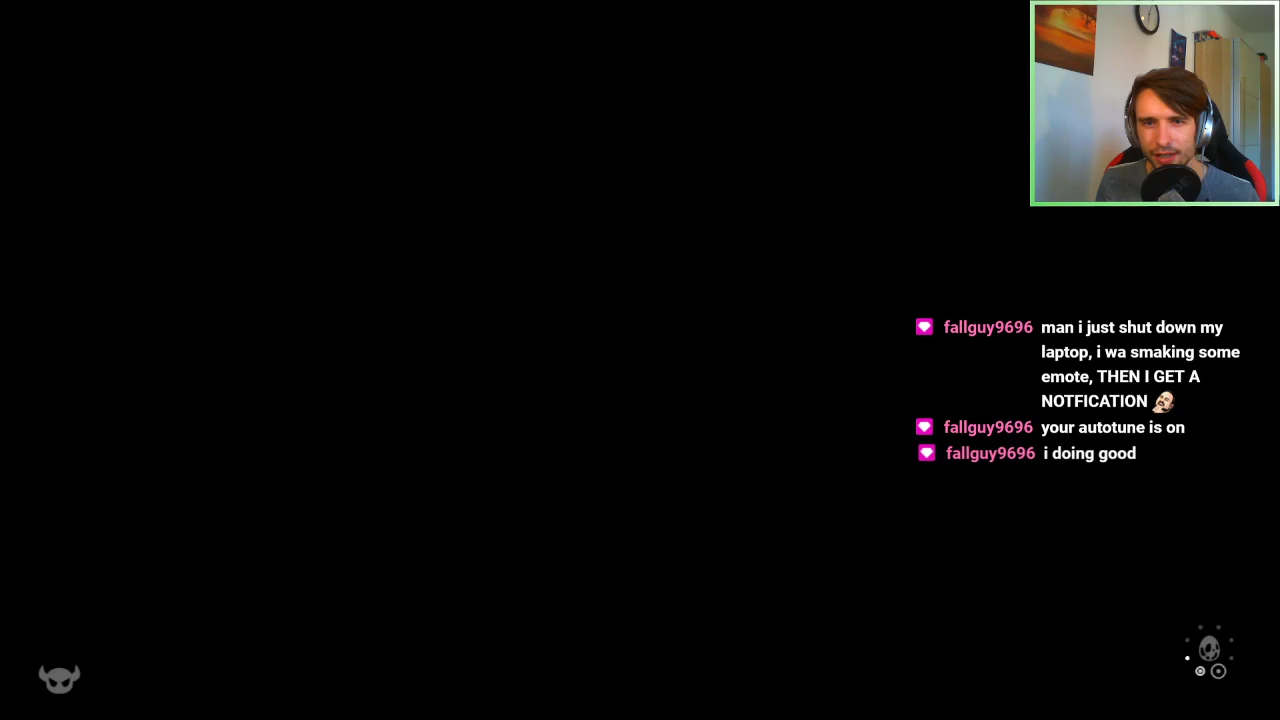 fallguy9696 man i just shut down my
laptop, i wa smaking some
emote, THEN I GET A
NOTFICATION
fallguy9696 your autotune is on
fallguy9696 i doing good